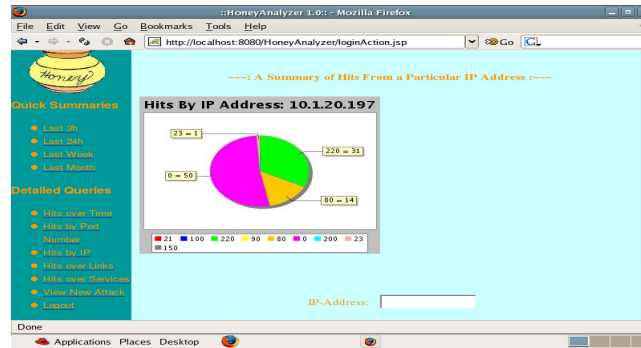 ::HoneyAnalyzer 1.0:: - Mozilla Firefox
File Edit View Go Bookmarks Tools Help
http://localhost:8080/HoneyAnalyzer/loginAction.jsp Go
Honey
Quick Summaries
Last 3h
Last 24h
Last Week
Last Month
Detailed Queries
Hits over Time
Hits by Port
Number
Hits by IP
Hits over Links
Hits over Services
View New Attack
Logout
~~~: A Summary of Hits From a Particular IP Address :~~~
Hits By IP Address: 10.1.20.197
23 = 1
220 = 31
0 = 50
80 = 14
21 100 220 90 80 0 200 23
150
IP-Address:
Done
Applications Places Desktop